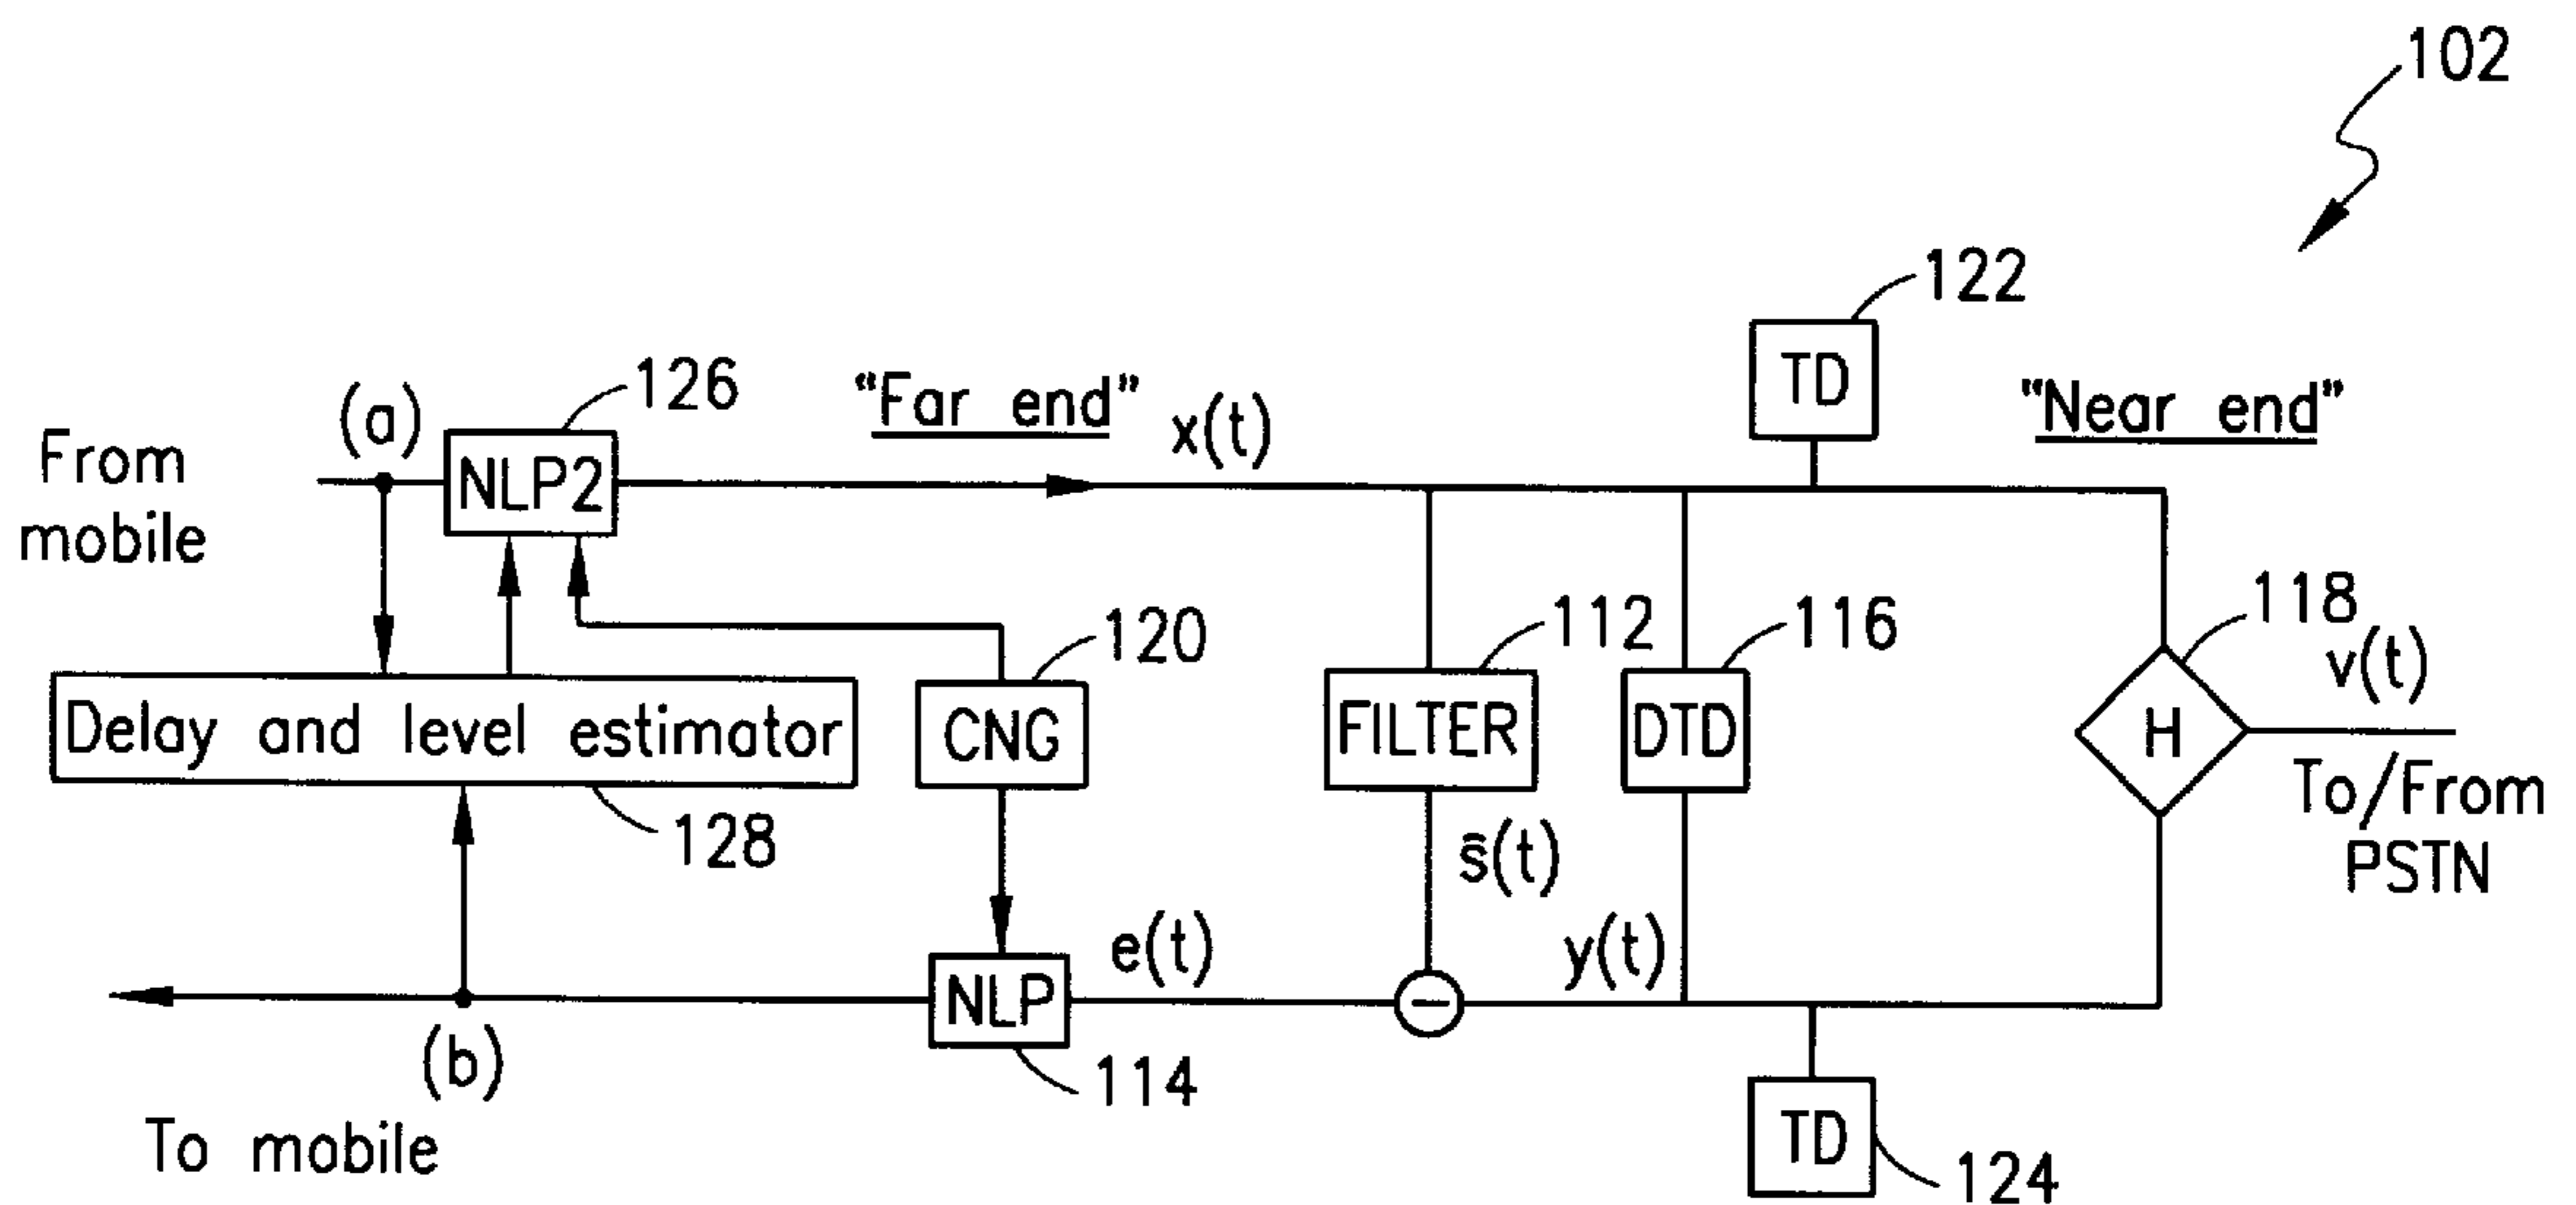 102
122
TD
126
"Far end"
x(t)
"Near end"
(a)
From
mobile
NLP2
118
v(t)
120
112
116
Delay and level estimator
CNG
FILTER
DTD
H
To/From
PSTN
128
ŝ(t)
e(t)
y(t)
NLP
(b)
114
To mobile
TD
124